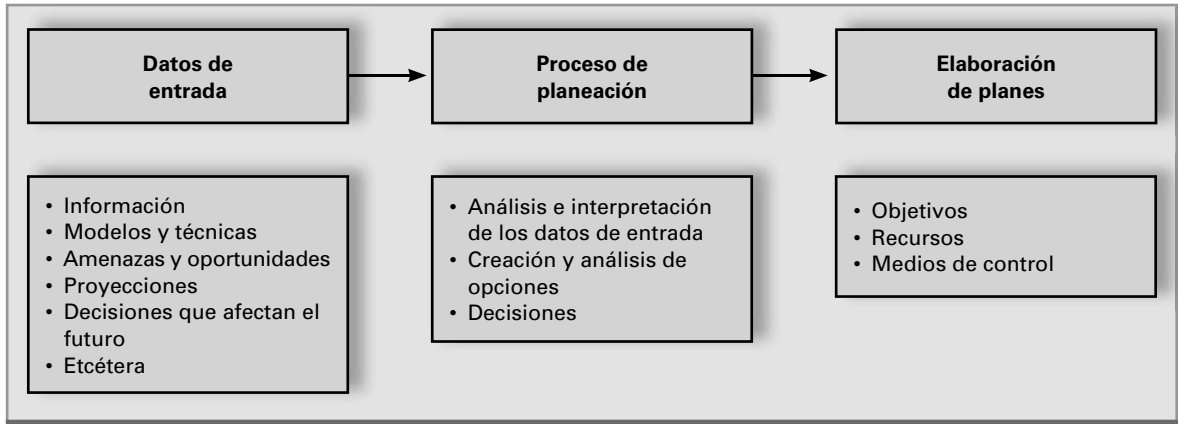 Datos de
entrada
Proceso de
planeación
Elaboración
de planes
• Información
• Modelos y técnicas
• Amenazas y oportunidades
• Proyecciones
• Decisiones que afectan el
futuro
• Etcétera
• Análisis e interpretación
de los datos de entrada
• Creación y análisis de
opciones
• Decisiones
• Objetivos
• Recursos
• Medios de control